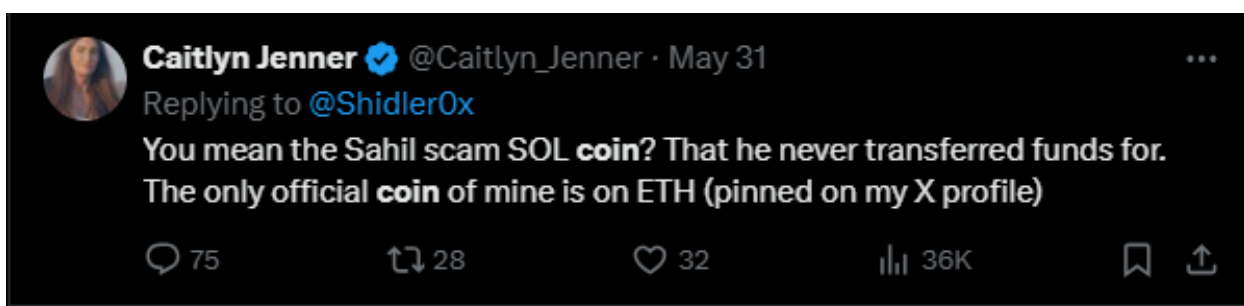 Caitlyn Jenner @Caitlyn_Jenner · May 31
Replying to @Shidler0x
You mean the Sahil scam SOL coin? That he never transferred funds for.
The only official coin of mine is on ETH (pinned on my X profile)
75 28 32 36K